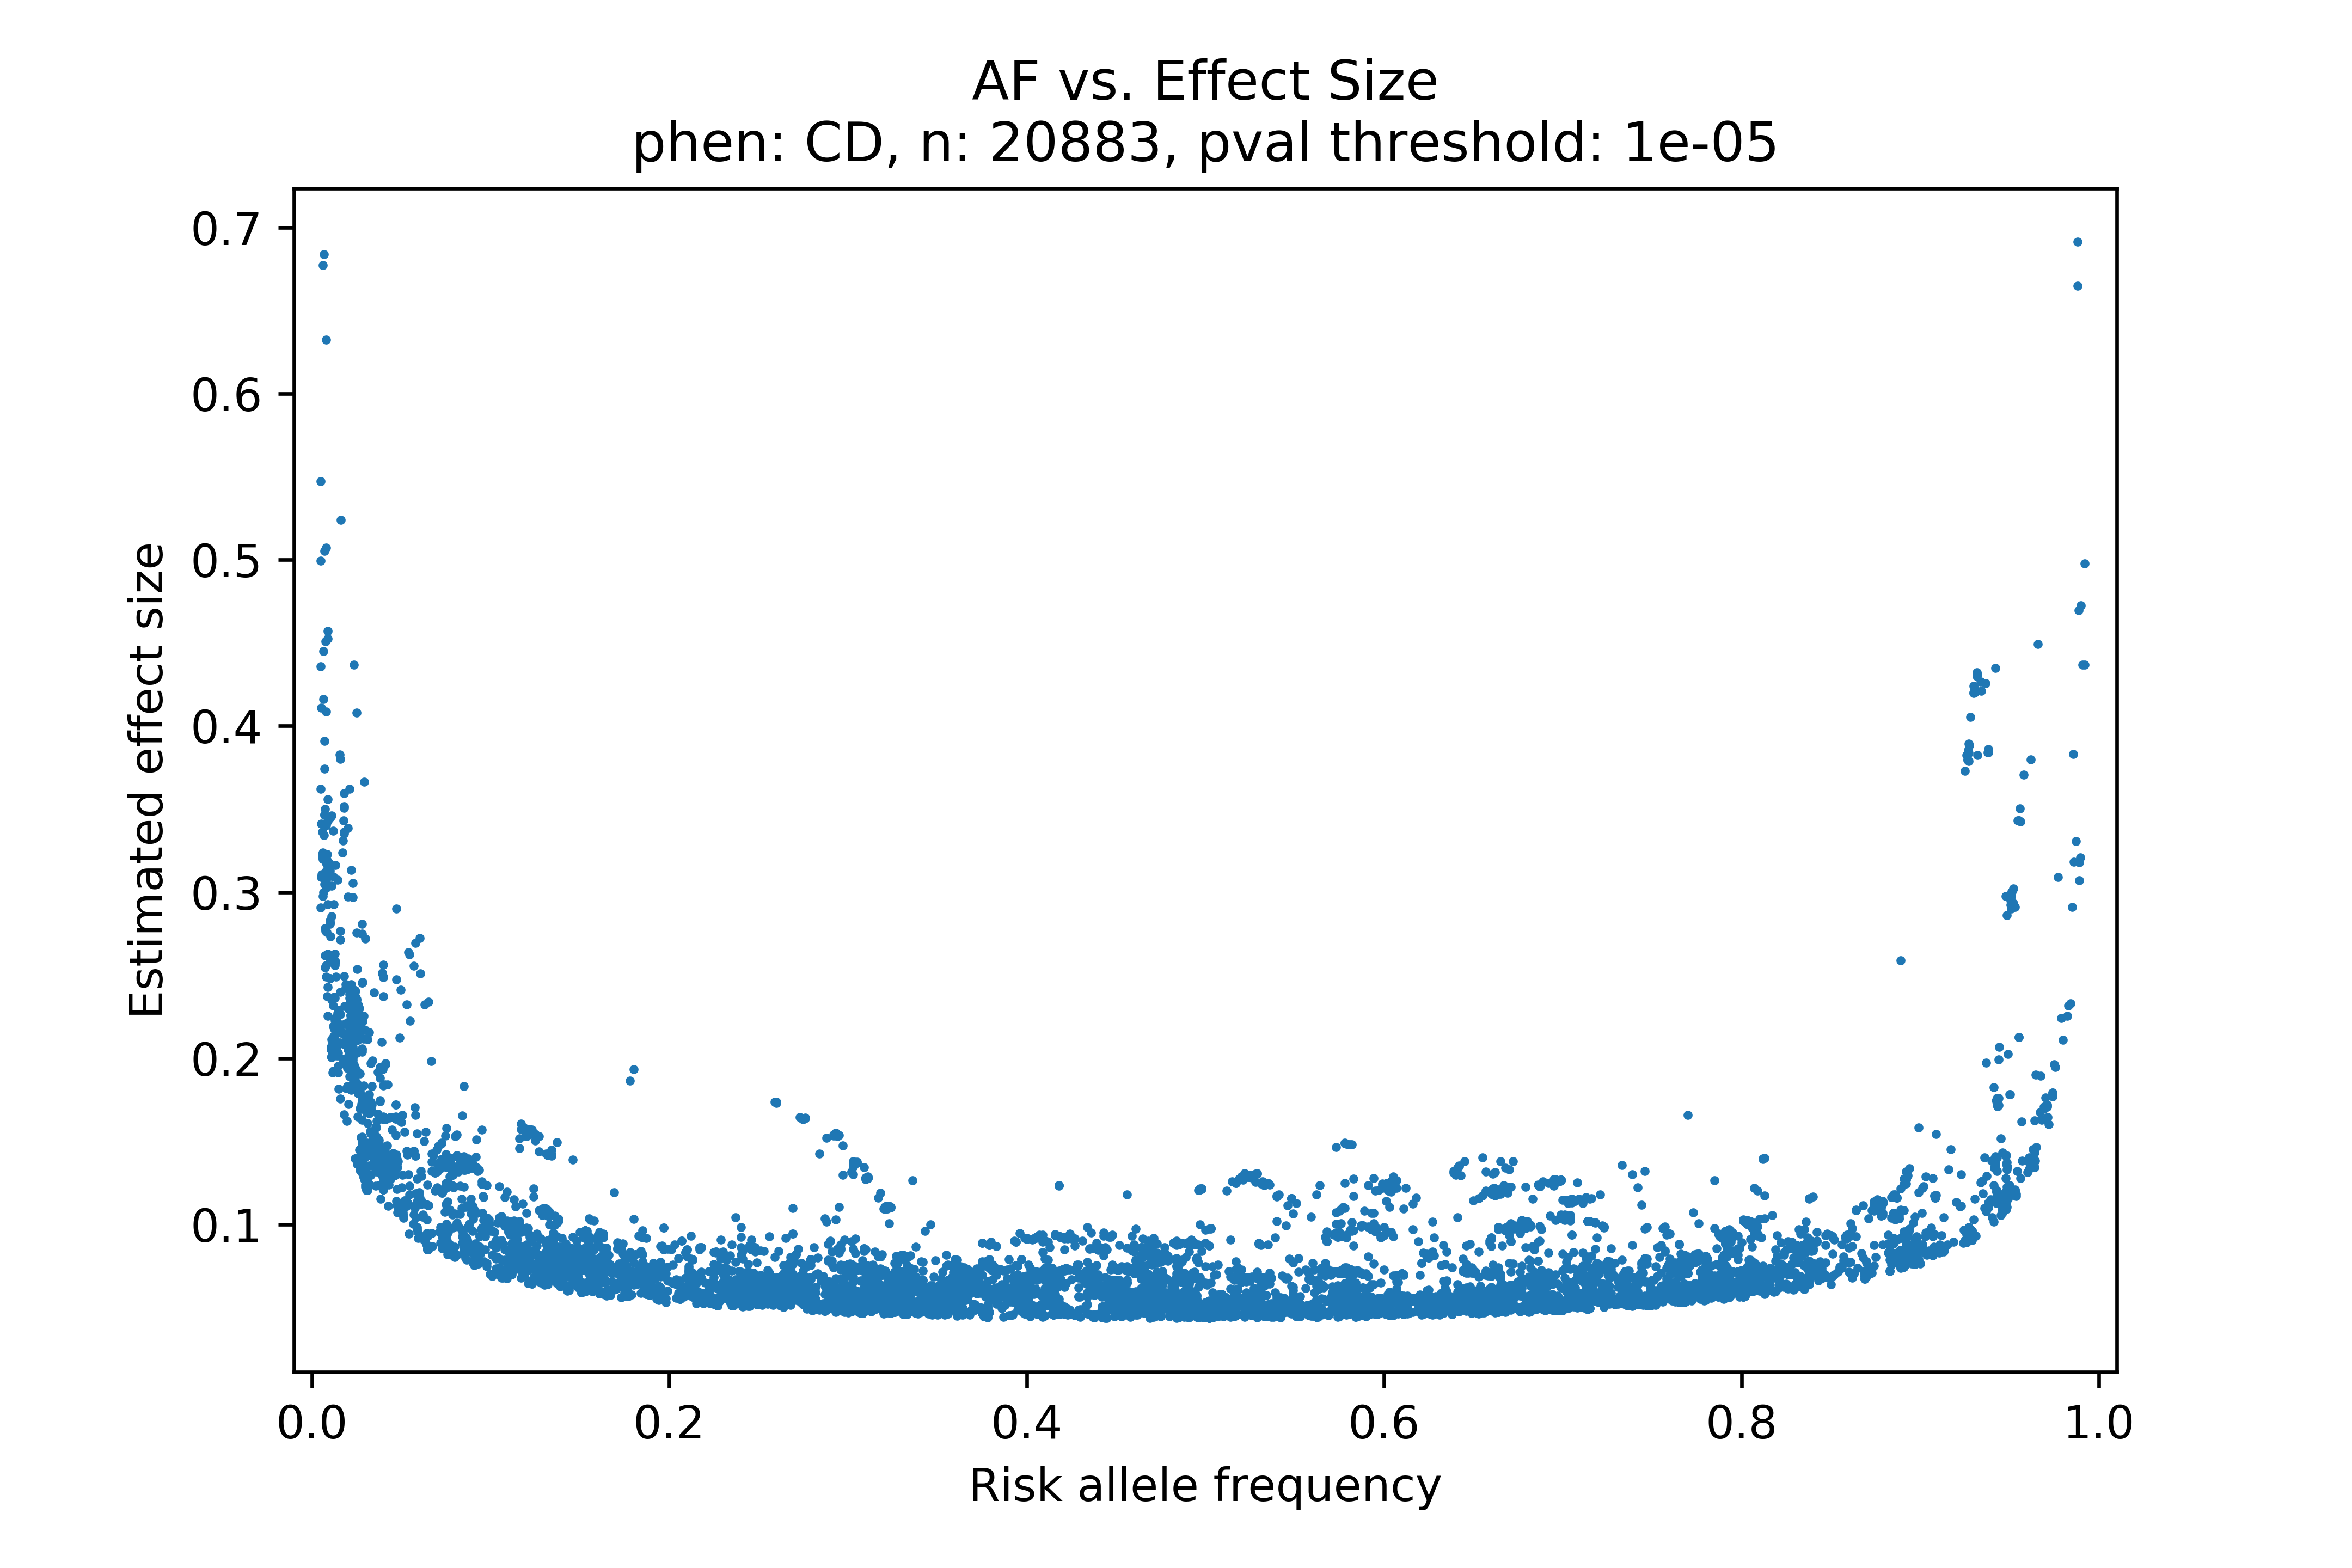 AF vs. Effect Size
phen: CD, n: 20883, pval threshold: 1e-05
0.7
0.6
0.5
0.4
0.3
0.2
0.1
Estimated effect size
0.0 0.2 0.4 0.6 0.8 1.0
Risk allele frequency